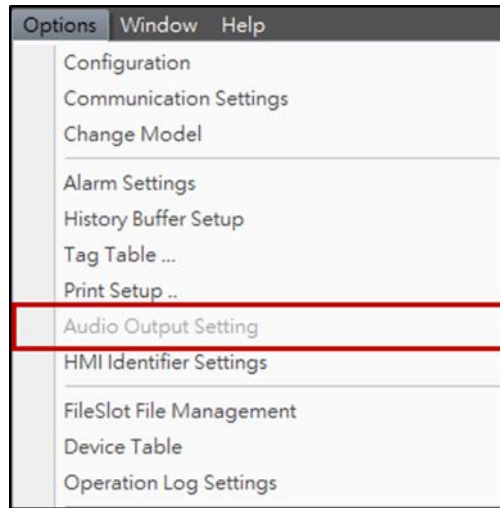 Options Window Help
Configuration
Communication Settings
Change Model
Alarm Settings
History Buffer Setup
Tag Table ...
Print Setup ..
Audio Output Setting
HMI Identifier Settings
FileSlot File Management
Device Table
Operation Log Settings